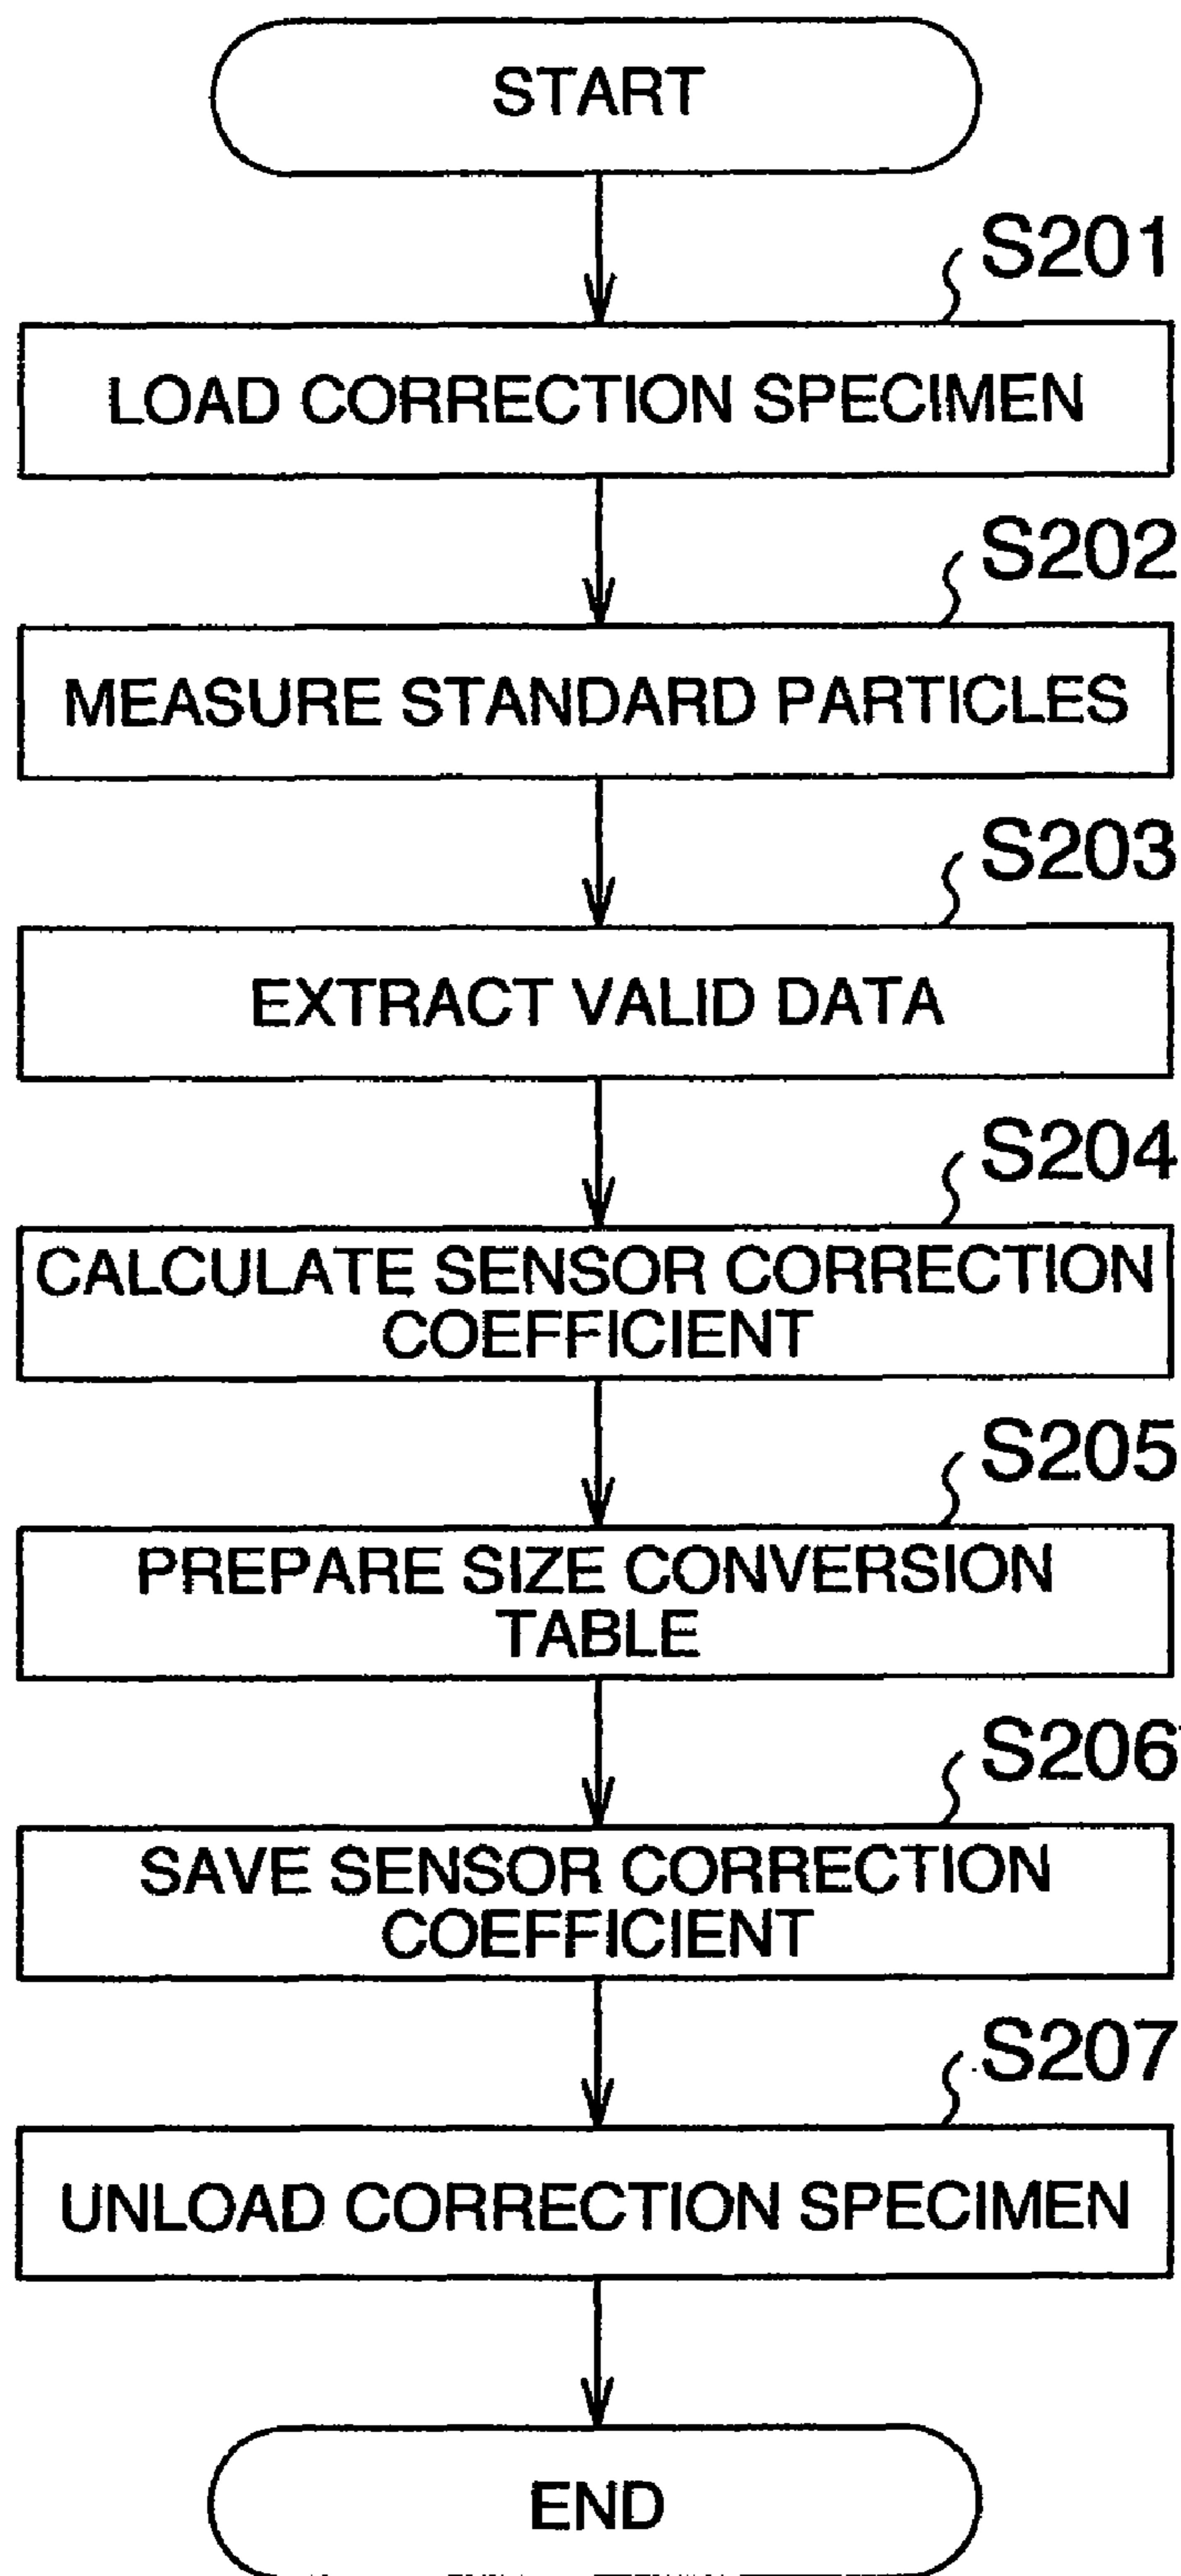 START
S201
LOAD CORRECTION SPECIMEN
S202
MEASURE STANDARD PARTICLES
S203
EXTRACT VALID DATA
S204
CALCULATE SENSOR CORRECTION
COEFFICIENT
S205
PREPARE SIZE CONVERSION
TABLE
S206
SAVE SENSOR CORRECTION
COEFFICIENT
S207
UNLOAD CORRECTION SPECIMEN
END